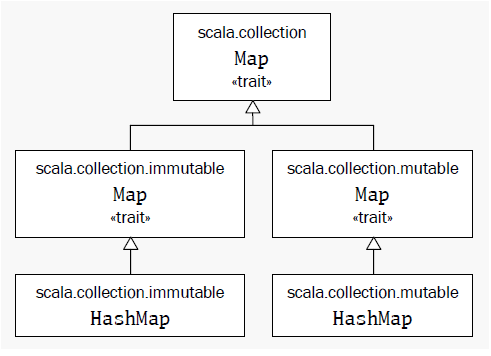 scala.collection
Map
«trait»
scala.collection.immutable
Map
«trait»
scala.collection.mutable
Map
«trait»
scala.collection.immutable
HashMap
scala.collection.mutable
HashMap